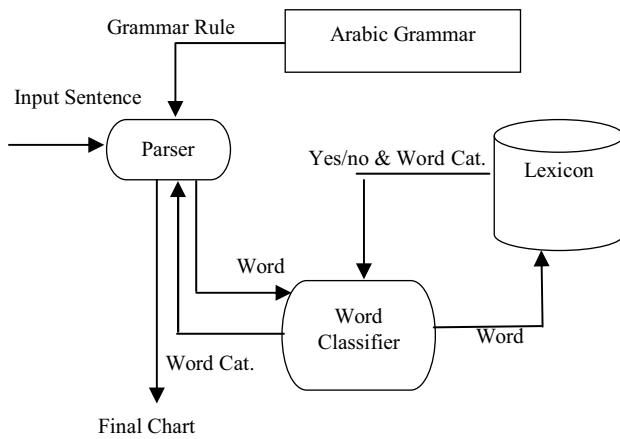 Grammar Rule
Arabic Grammar
Input Sentence
Parser
Yes/no & Word Cat.
Lexicon
Word
Word
Classifier
Word
Word Cat.
Final Chart